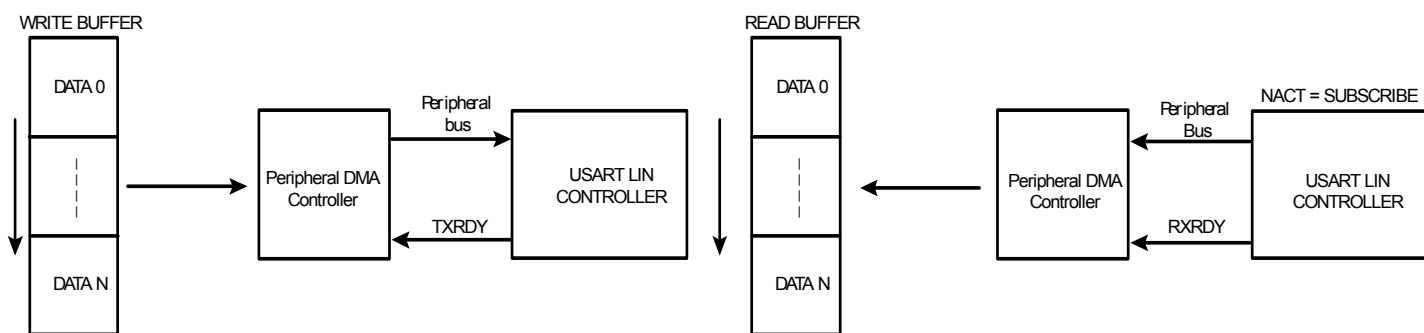 WRITE BUFFER
DATA 0
DATA N
Peripheral DMA
Controller
Peripheral
bus
TXRDY
USART LIN
CONTROLLER
READ BUFFER
DATA 0
DATA N
Peripheral DMA
Controller
Peripheral
Bus
RXRDY
NACT = SUBSCRIBE
USART LIN
CONTROLLER